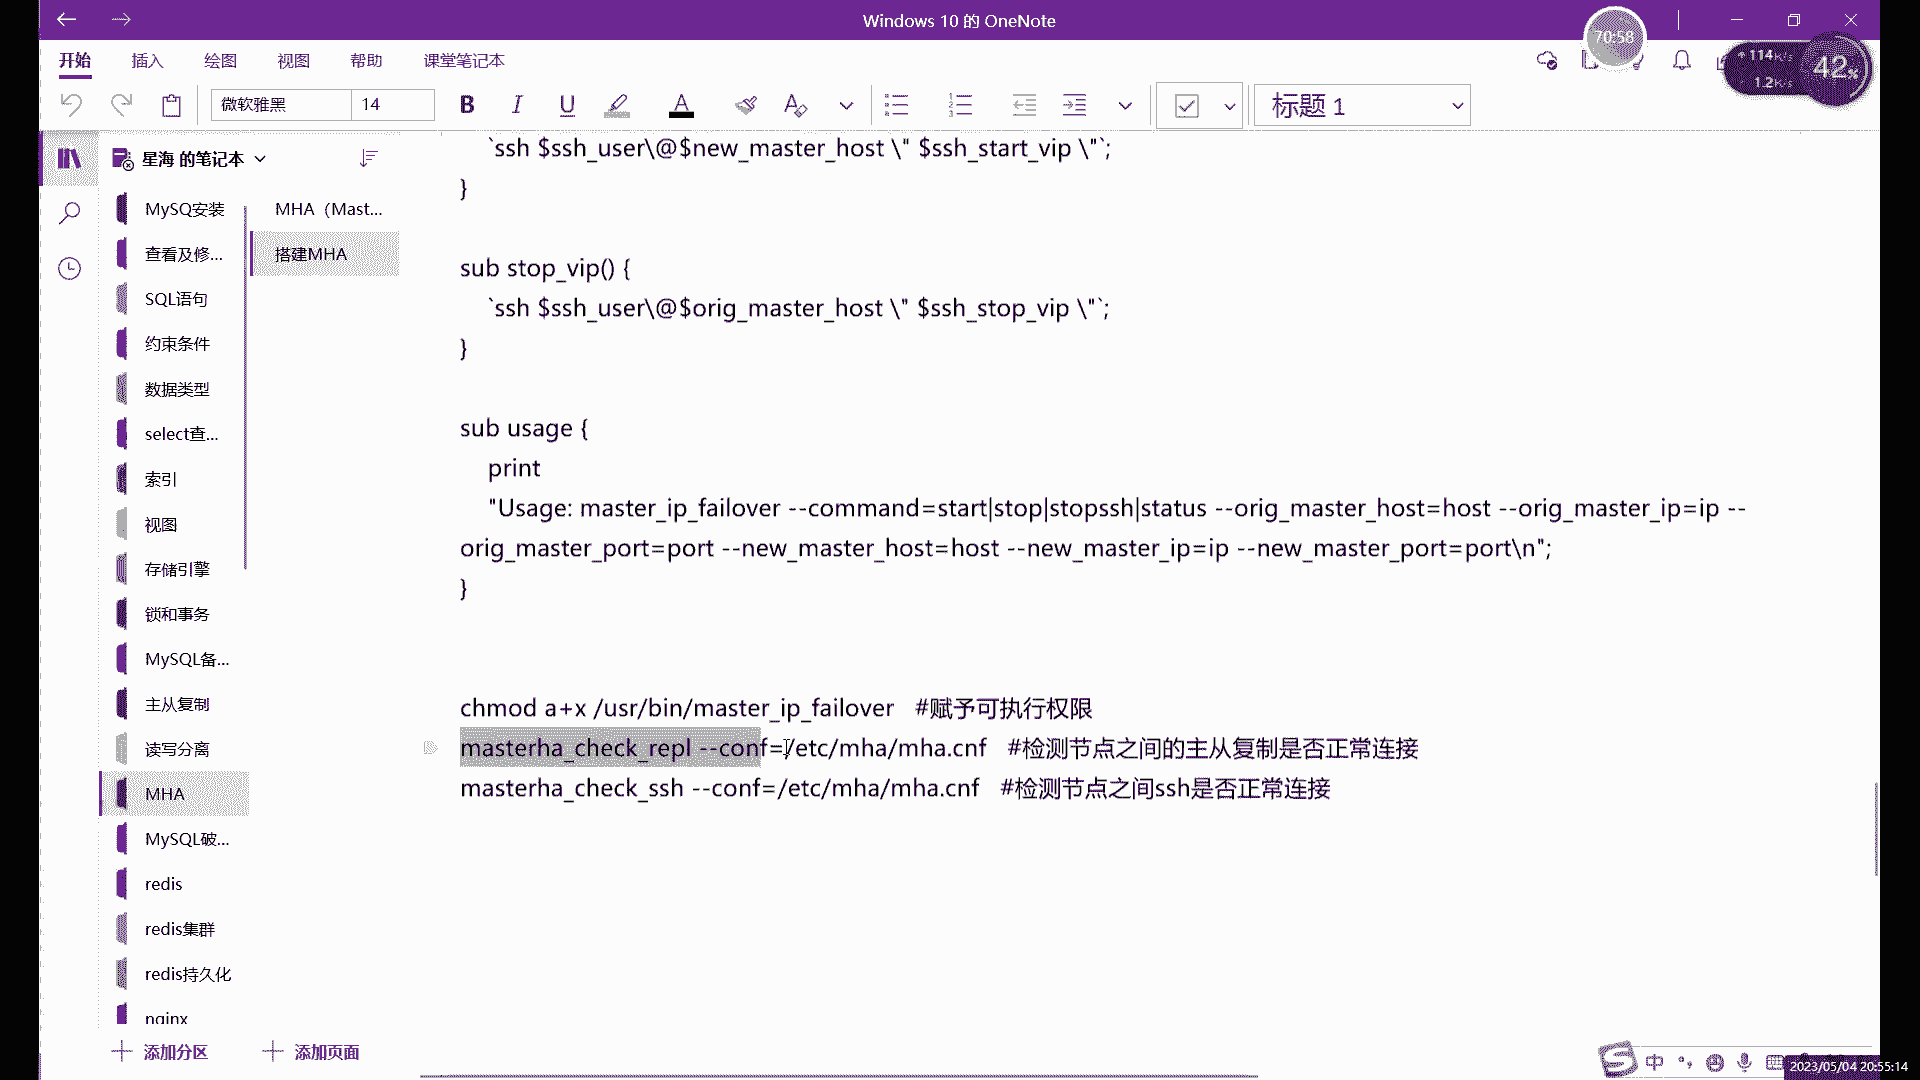 Windows 10 的 OneNote
70:58
开始
插入
绘图
视图
帮助
课堂笔记本
114K/s
1.2K/s
42%
微软雅黑
14
B
I
U
A
标题 1
星海 的笔记本
MySQ安装
查看及修...
SQL语句
约束条件
数据类型
select查...
索引
视图
存储引擎
锁和事务
MySQL备...
主从复制
读写分离
MHA
MySQL破...
redis
redis集群
redis持久化
nginx
添加分区
MHA（Mast...
搭建MHA
添加页面
`ssh $ssh_user\@$new_master_host \" $ssh_start_vip \"`;
}
sub stop_vip() {
`ssh $ssh_user\@$orig_master_host \" $ssh_stop_vip \"`;
}
sub usage {
print
"Usage: master_ip_failover --command=start|stop|stopssh|status --orig_master_host=host --orig_master_ip=ip --
orig_master_port=port --new_master_host=host --new_master_ip=ip --new_master_port=port\n";
}
chmod a+x /usr/bin/master_ip_failover #赋予可执行权限
masterha_check_repl --conf=/etc/mha/mha.cnf #检测节点之间的主从复制是否正常连接
masterha_check_ssh --conf=/etc/mha/mha.cnf #检测节点之间ssh是否正常连接
中
2023/05/04 20:55:14